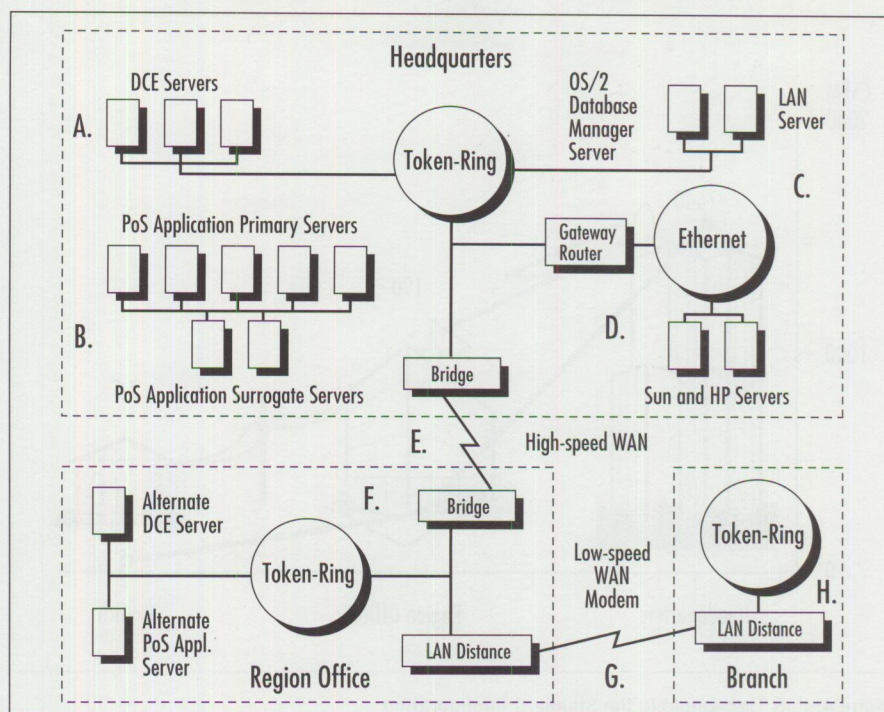 Headquarters
DCE Servers
A.
OS/2
Database
Manager
Server
LAN
Server
Token-Ring
C.
PoS Application Primary Servers
Gateway
Router
Ethernet
B.
D.
PoS Application Surrogate Servers
Bridge
Sun and HP Servers
E.
High-speed WAN
F.
Alternate
DCE Server
Bridge
Token-Ring
Low-speed
WAN
Modem
Token-Ring
H.
Alternate
PoS Appl.
Server
LAN Distance
LAN Distance
Region Office
G.
Branch